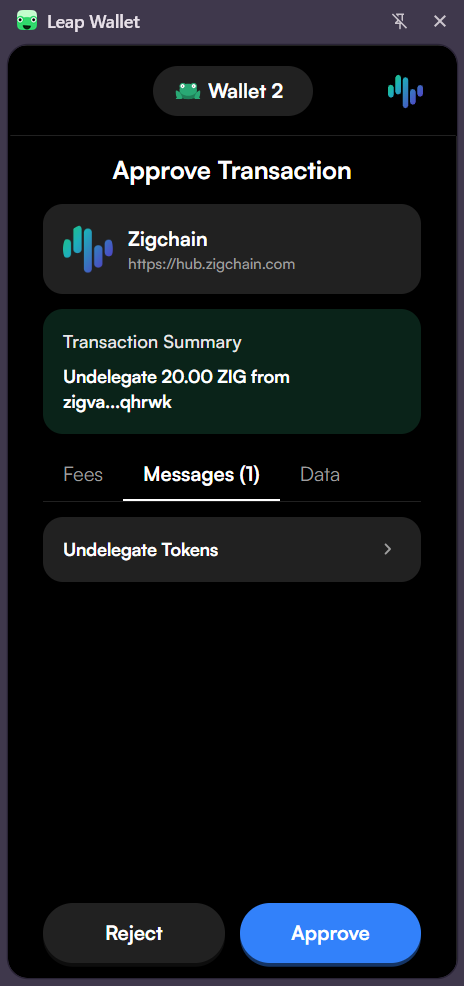 Leap Wallet
Wallet 2
Approve Transaction
Zigchain
https://hub.zigchain.com
Transaction Summary
Undelegate 20.00 ZIG from
zigva...qhrwk
Fees
Messages (1)
Data
Undelegate Tokens
Reject
Approve